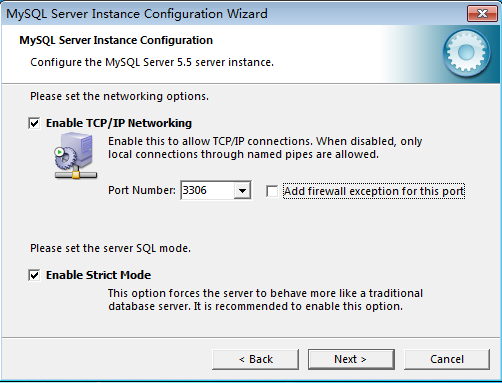 MySQL Server Instance Configuration Wizard
MySQL Server Instance Configuration
Configure the MySQL Server 5.5 server instance.
Please set the networking options.
Enable TCP/IP Networking
Enable this to allow TCP/IP connections. When disabled, only
local connections through named pipes are allowed.
Port Number: 3306 Add firewall exception for this port
Please set the server SQL mode.
Enable Strict Mode
This option forces the server to behave more like a traditional
database server. It is recommended to enable this option.
< Back Next > Cancel